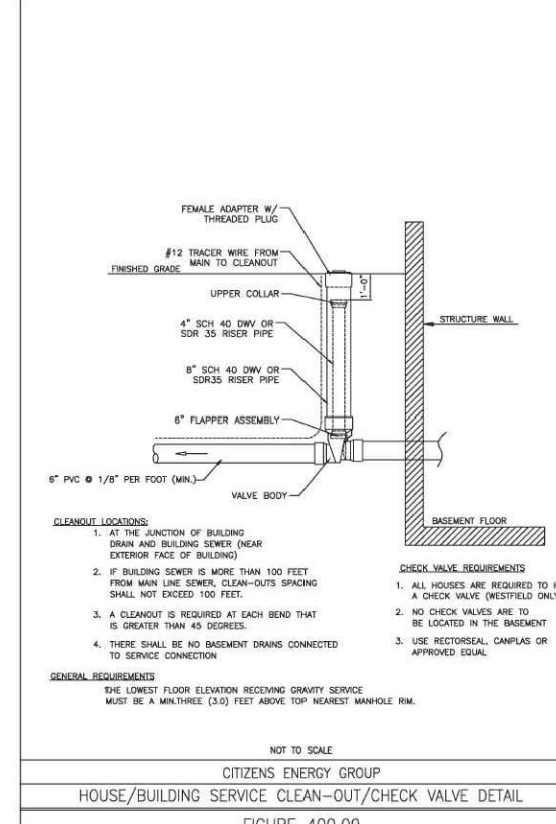 FEMALE ADAPTER W/
THREADED PLUG
#12 TRACER WIRE FROM
MAIN TO CLEANOUT
FINISHED GRADE
1'-0"
UPPER COLLAR
STRUCTURE WALL
4" SCH 40 DWV OR
SDR 35 RISER PIPE
8" SCH 40 DWV OR
SDR35 RISER PIPE
6" FLAPPER ASSEMBLY
6" PVC @ 1/8" PER FOOT (MIN.)
VALVE BODY
BASEMENT FLOOR
CLEANOUT LOCATIONS:
1. AT THE JUNCTION OF BUILDING
DRAIN AND BUILDING SEWER (NEAR
EXTERIOR FACE OF BUILDING)
2. IF BUILDING SEWER IS MORE THAN 100 FEET
FROM MAIN LINE SEWER, CLEAN-OUTS SPACING
SHALL NOT EXCEED 100 FEET.
3. A CLEANOUT IS REQUIRED AT EACH BEND THAT
IS GREATER THAN 45 DEGREES.
4. THERE SHALL BE NO BASEMENT DRAINS CONNECTED
TO SERVICE CONNECTION
CHECK VALVE REQUIREMENTS
1. ALL HOUSES ARE REQUIRED TO
A CHECK VALVE (WESTFIELD ONLY
2. NO CHECK VALVES ARE TO
BE LOCATED IN THE BASEMENT
3. USE RECTORSEAL, CANPLAS OR
APPROVED EQUAL
GENERAL REQUIREMENTS
THE LOWEST FLOOR ELEVATION RECEIVING GRAVITY SERVICE
MUST BE A MIN.THREE (3.0) FEET ABOVE TOP NEAREST MANHOLE RIM.
NOT TO SCALE
CITIZENS ENERGY GROUP
HOUSE/BUILDING SERVICE CLEAN-OUT/CHECK VALVE DETAIL
FIGURE 400.09